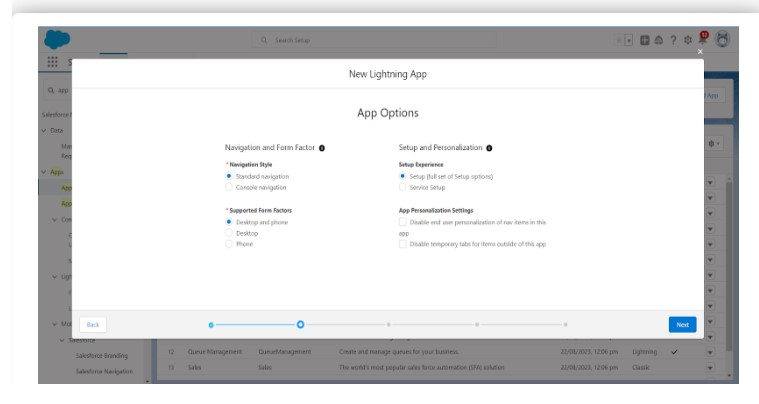 Search Setup
New Lightning App
App Options
Navigation and Form Factor
* Navigation Style
Standard navigation
Console navigation
* Supported Form Factors
Desktop and phone
Desktop
Phone
Setup and Personalization
Setup Experience
Setup (full set of Setup options)
Service Setup
App Personalization Settings
Disable end user personalization of nav items in this
app
Disable temporary tabs for items outside of this app
Back
Next
app
Data
Apps
Salesforce Branding
Salesforce Navigation
12 Queue Management QueueManagement Create and manage queues for your business. 22/08/2023, 12:06 pm Lightning
13 Sales Sales The world's most popular sales force automation (SFA) solution 22/08/2023, 12:06 pm Classic